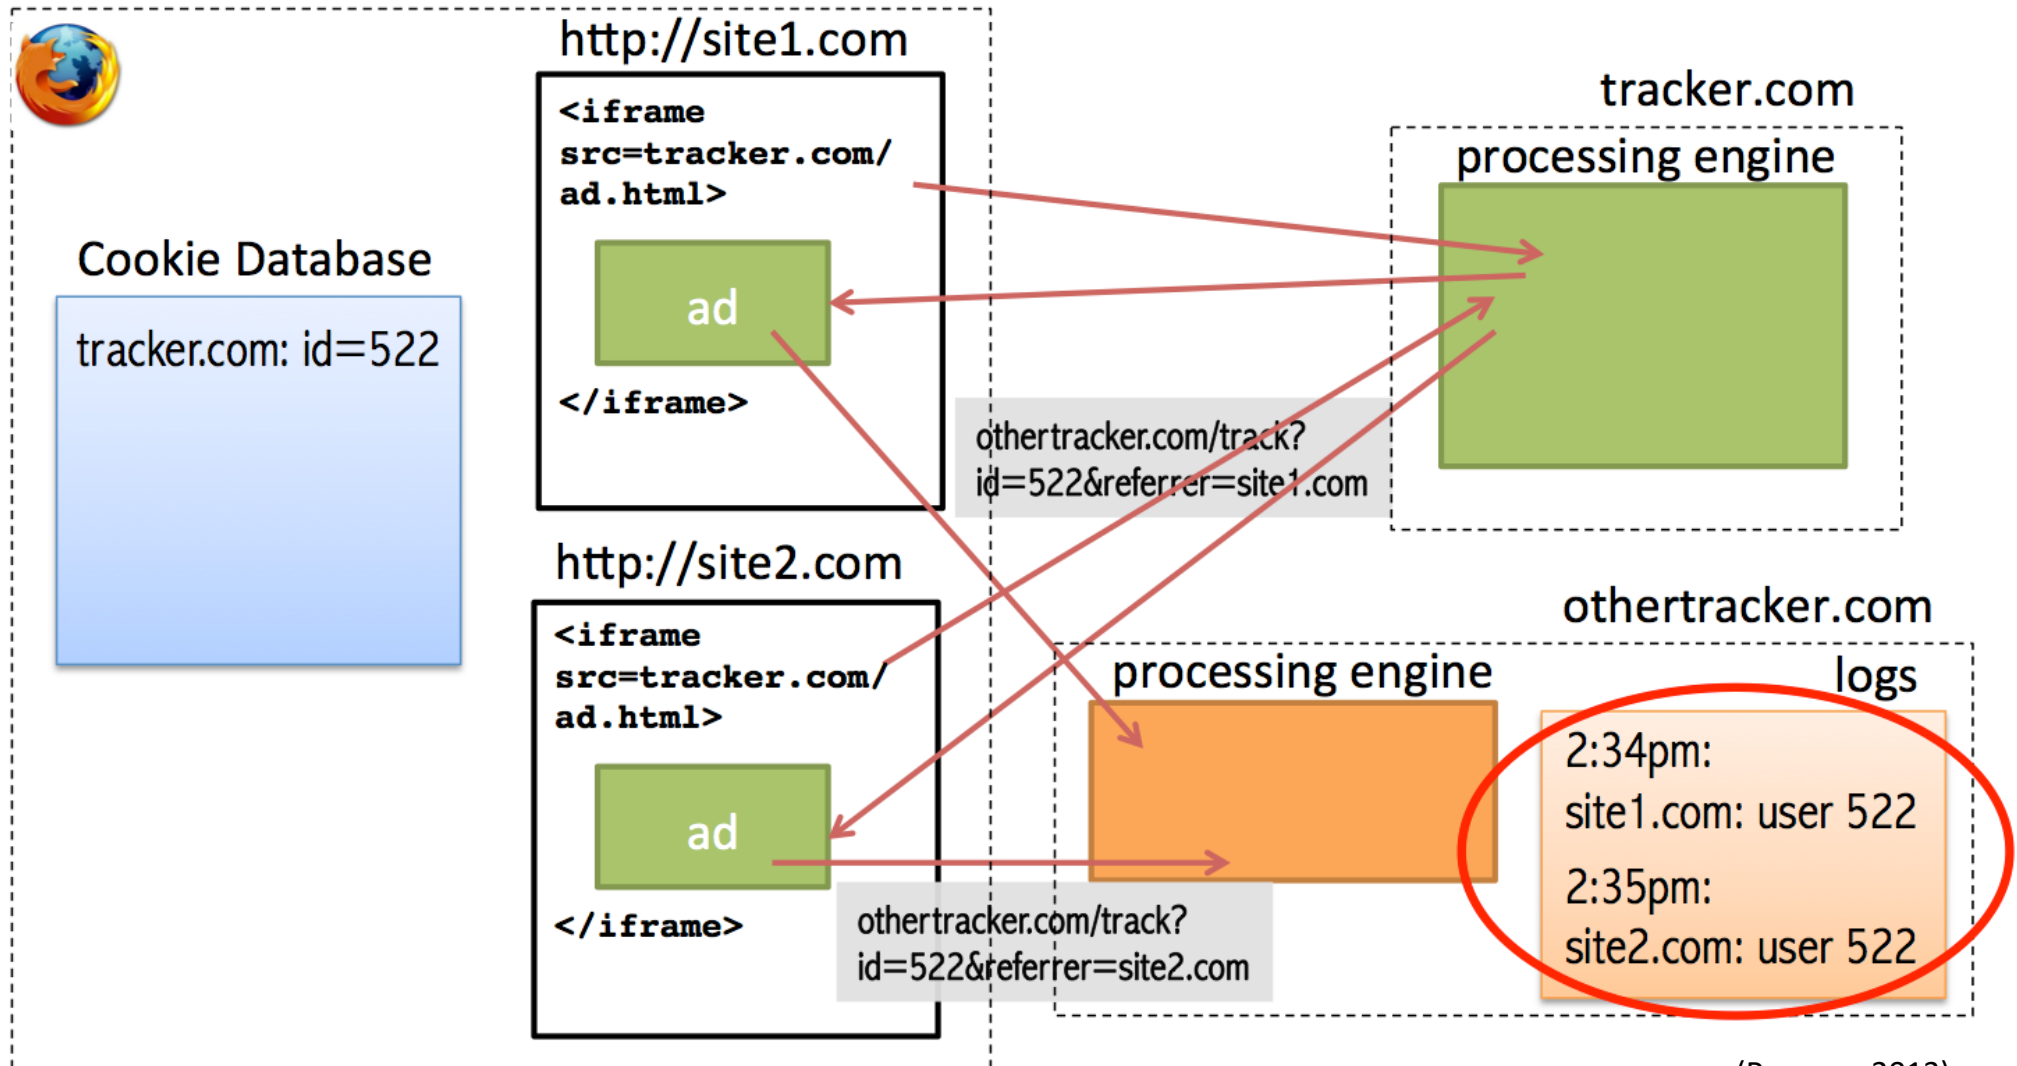 http://site1.com
<iframe
src=tracker.com/
ad.html>
ad
</iframe>
Cookie Database
tracker.com: id=522
tracker.com
processing engine
othertracker.com/track?
id=522&referrer=site1.com
http://site2.com
<iframe
src=tracker.com/
ad.html>
ad
</iframe>
othertracker.com/track?
id=522&referrer=site2.com
othertracker.com
processing engine
logs
2:34pm:
site1.com: user 522
2:35pm:
site2.com: user 522